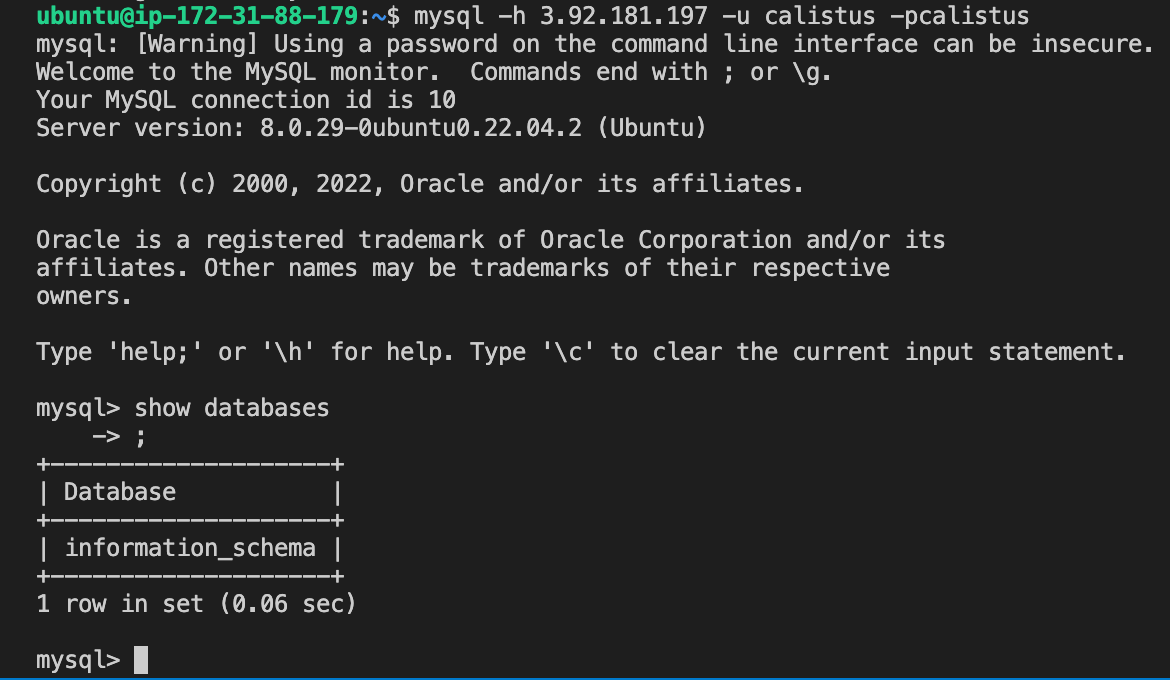 ubuntu@ip-172-31-88-179:~$ mysql -h 3.92.181.197 -u calistus -pcalistus
mysql: [Warning] Using a password on the command line interface can be insecure.
Welcome to the MySQL monitor.  Commands end with ; or \g.
Your MySQL connection id is 10
Server version: 8.0.29-0ubuntu0.22.04.2 (Ubuntu)

Copyright (c) 2000, 2022, Oracle and/or its affiliates.

Oracle is a registered trademark of Oracle Corporation and/or its
affiliates. Other names may be trademarks of their respective
owners.

Type 'help;' or '\h' for help. Type '\c' to clear the current input statement.

mysql> show databases
    -> ;
+--------------------+
| Database           |
+--------------------+
| information_schema |
+--------------------+
1 row in set (0.06 sec)

mysql>